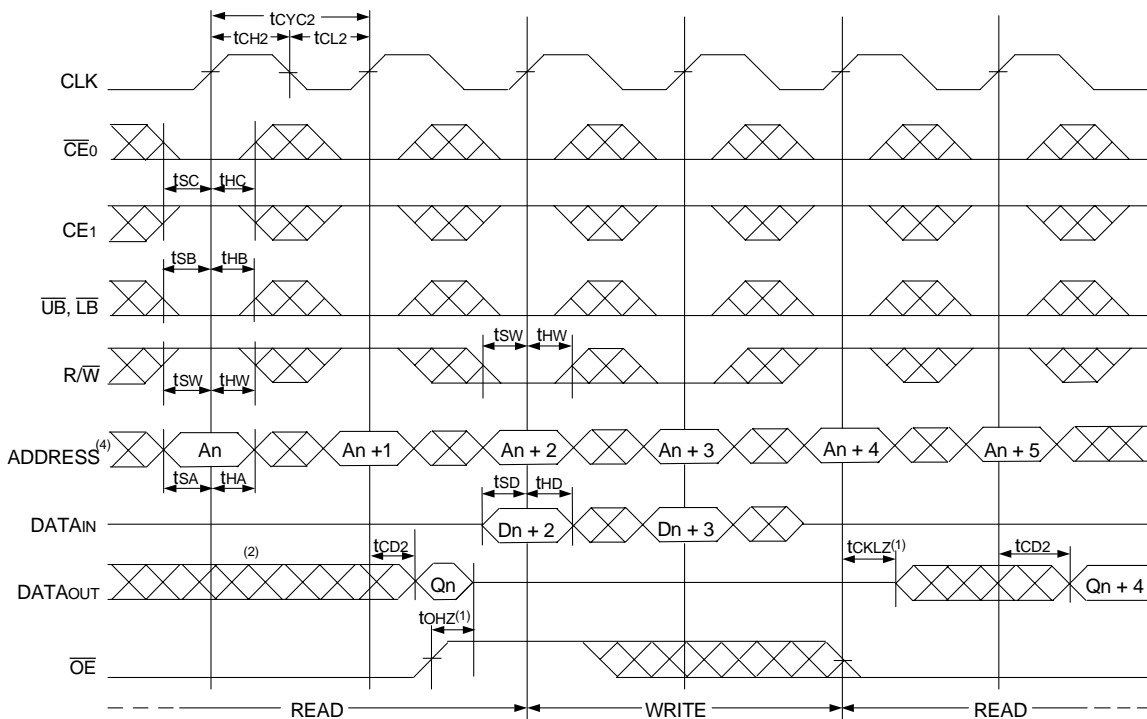 tCYC2
tCH2 tCL2
CLK
CE0
tSC tHC
CE1
tSB tHB
UB, LB
tSW tHW
R/W
tSW tHW
ADDRESS(4) An An +1 An + 2 An + 3 An + 4 An + 5
tSA tHA
tSD tHD
DATAIN Dn + 2 Dn + 3
(2) tCD2 tCKLZ(1) tCD2
DATAOUT Qn Qn + 4
tOHZ(1)
OE
READ WRITE READ